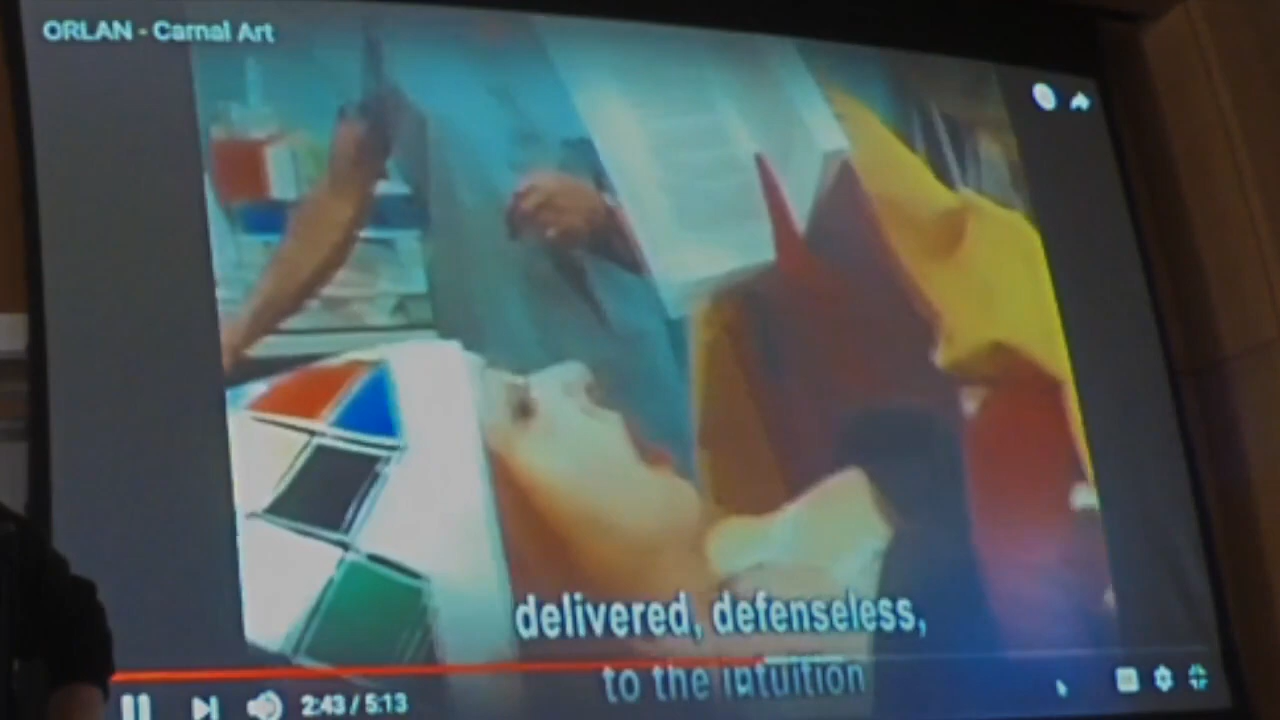 ORLAN - Carnal Art
delivered, defenseless,
to the intuition
2:43 / 5:13